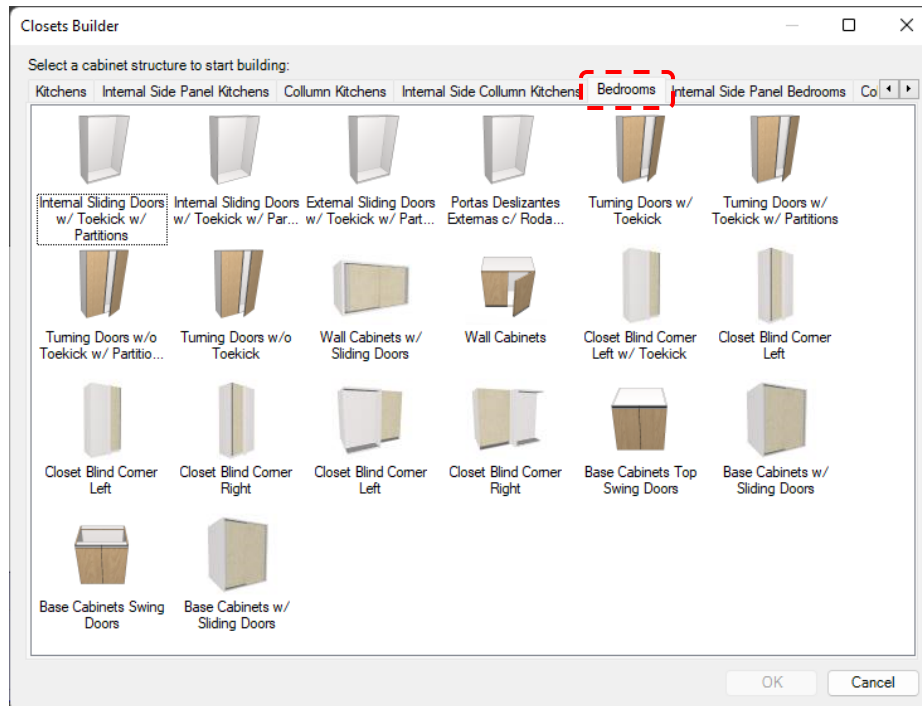 Closets Builder
Select a cabinet structure to start building:
Kitchens Internal Side Panel Kitchens Collumn Kitchens Internal Side Collumn Kitchens Bedrooms Internal Side Panel Bedrooms Co
Internal Sliding Doors w/ Toekick w/ Partitions
Internal Sliding Doors w/ Toekick w/ Par...
External Sliding Doors w/ Toekick w/ Part...
Portas Deslizantes Externas c/ Roda...
Turning Doors w/ Toekick
Turning Doors w/ Toekick w/ Partitions
Turning Doors w/o Toekick w/ Partitio...
Turning Doors w/o Toekick
Wall Cabinets w/ Sliding Doors
Wall Cabinets
Closet Blind Corner Left w/ Toekick
Closet Blind Corner Left
Closet Blind Corner Left
Closet Blind Corner Right
Closet Blind Corner Left
Closet Blind Corner Right
Base Cabinets Top Swing Doors
Base Cabinets w/ Sliding Doors
Base Cabinets Swing Doors
Base Cabinets w/ Sliding Doors
OK Cancel